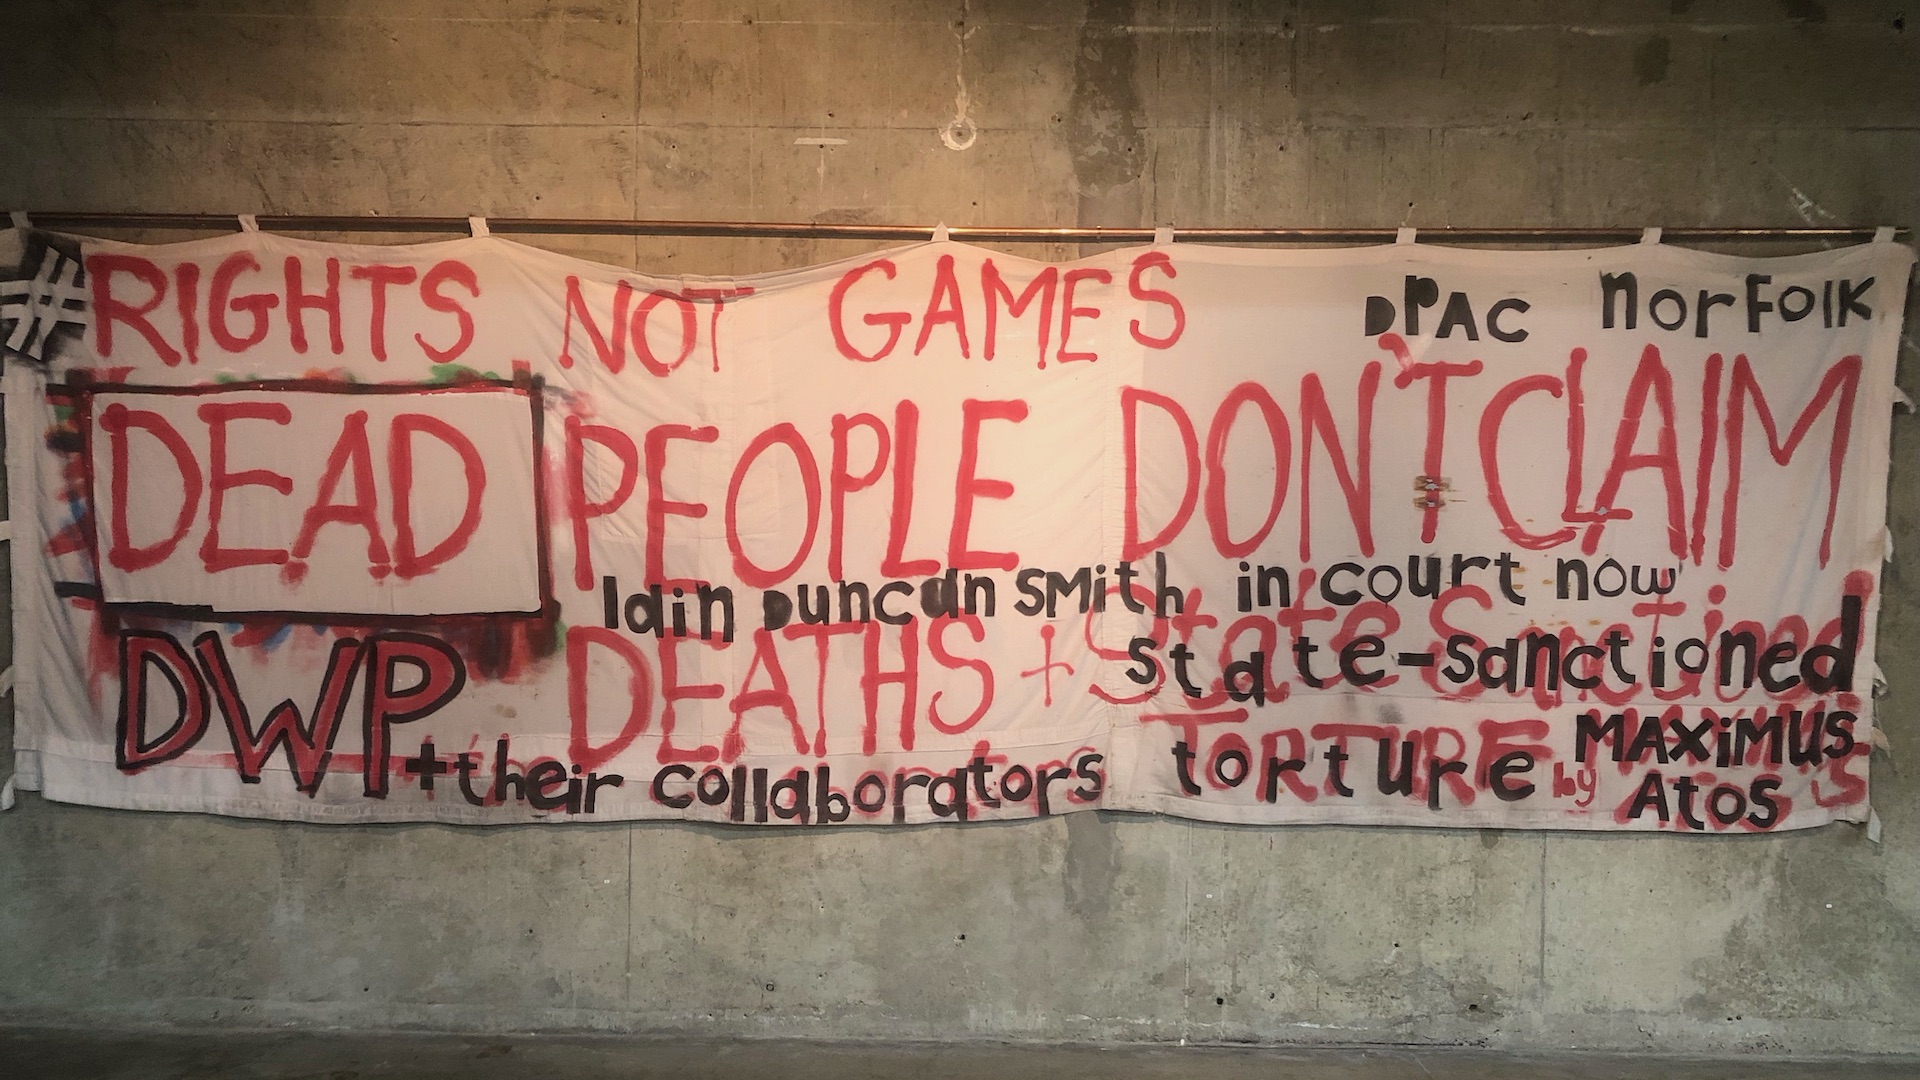 #RIGHTS NOT GAMES
DPAC norFolk
DEAD PEOPLE DON'T CLAIM
Iain Duncan Smith in court now
DWP DEATHS + State-sanctioned
+ their collaborators torture by MAXiMUS
Atos